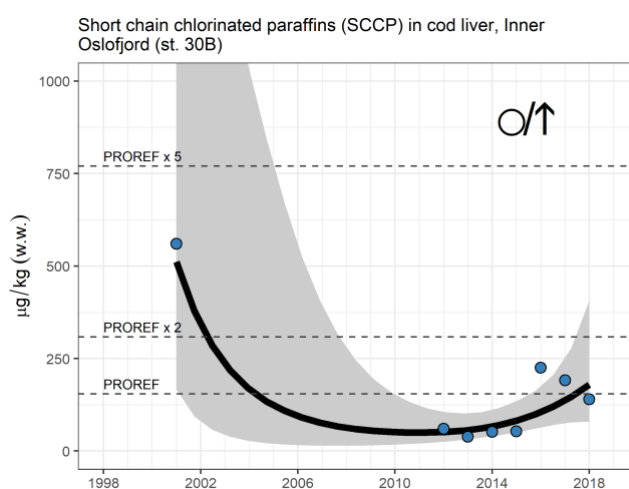 Short chain chlorinated paraffins (SCCP) in cod liver, Inner
Oslofjord (st. 30B)
○/↑
1000
PROREF x 5
750
500
PROREF x 2
250
PROREF
0
µg/kg (w.w.)
1998 2002 2006 2010 2014 2018